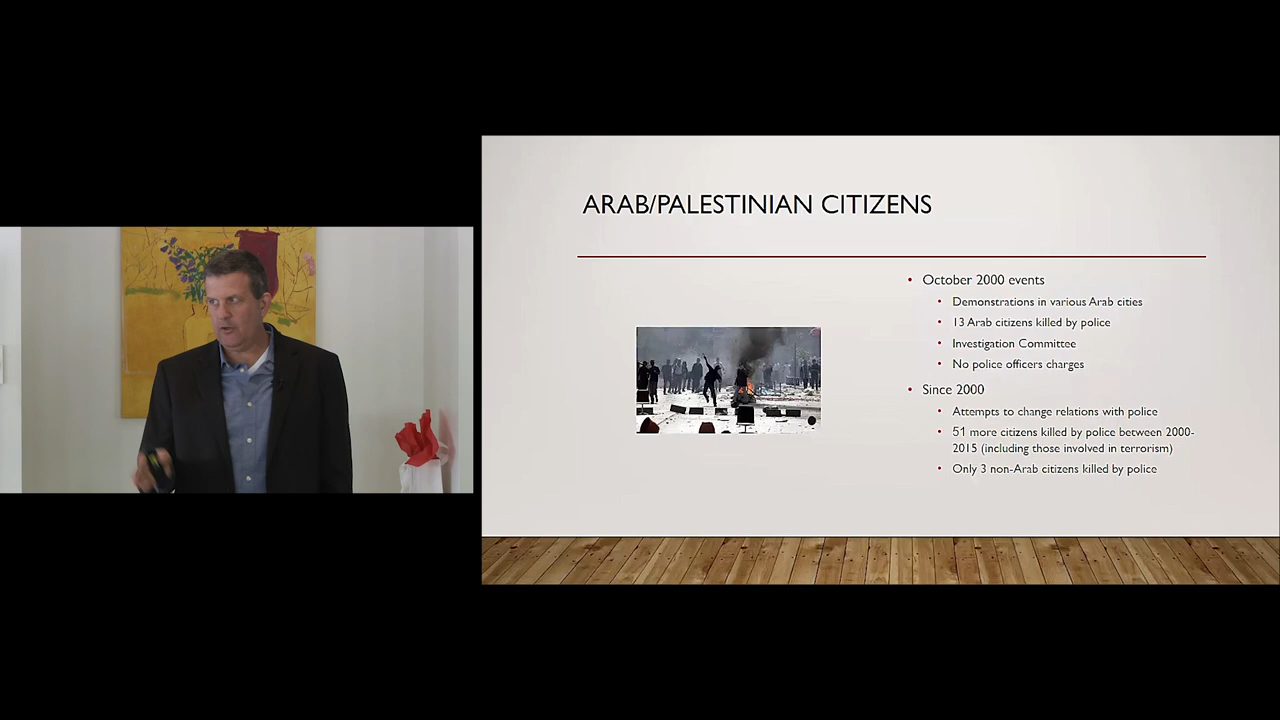 ARAB/PALESTINIAN CITIZENS
• October 2000 events
• Demonstrations in various Arab cities
• 13 Arab citizens killed by police
• Investigation Committee
• No police officers charges
• Since 2000
• Attempts to change relations with police
• 51 more citizens killed by police between 2000-
2015 (including those involved in terrorism)
• Only 3 non-Arab citizens killed by police